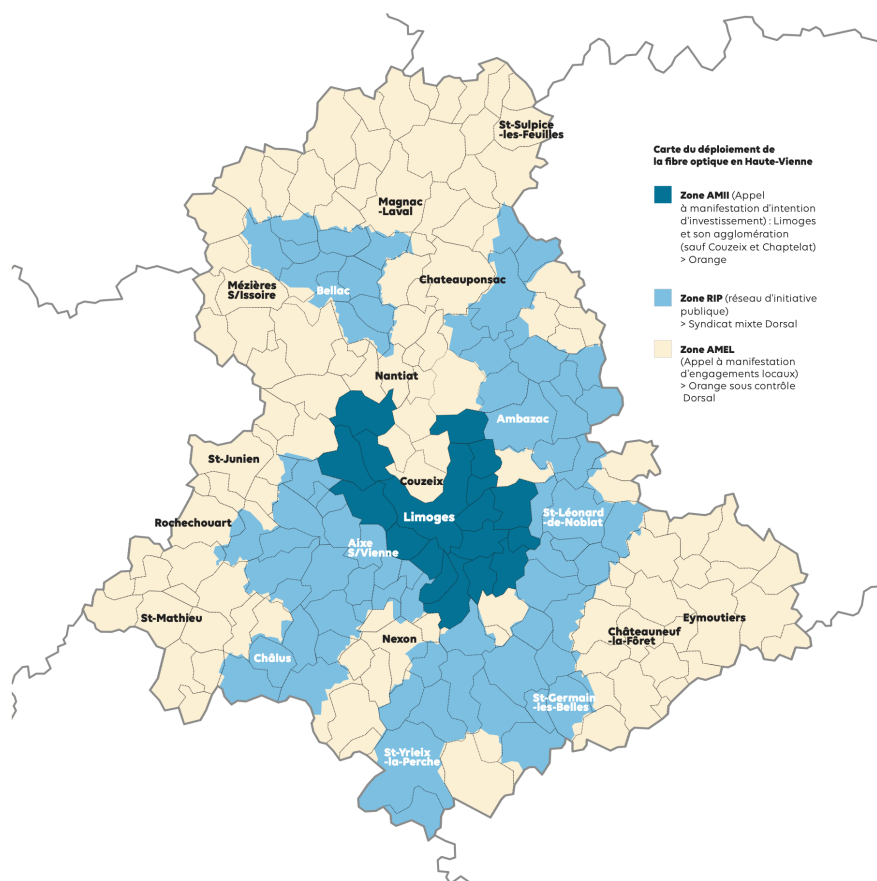 St-Sulpice
-les-Feuilles
Carte du déploiement de
la fibre optique en Haute-Vienne
Zone AMII (Appel
à manifestation d'intention
d'investissement) : Limoges
et son agglomération
(sauf Couzeix et Chaptelat)
> Orange
Zone RIP (réseau d'initiative
publique)
> Syndicat mixte Dorsal
Zone AMEL
(Appel à manifestation
d'engagements locaux)
> Orange sous contrôle
Dorsal
Magnac
-Laval
Mézières
S/Issoire
Bellac
Chateauponsac
Nantiat
Ambazac
St-Junien
Couzeix
Rochechouart
Limoges
St-Léonard
-de-Noblat
Aixe
S/Vienne
St-Mathieu
Nexon
Châteauneuf
-la-Fôret
Eymoutiers
Châlus
St-Germain
-les-Belles
St-Yrieix
-la-Perche